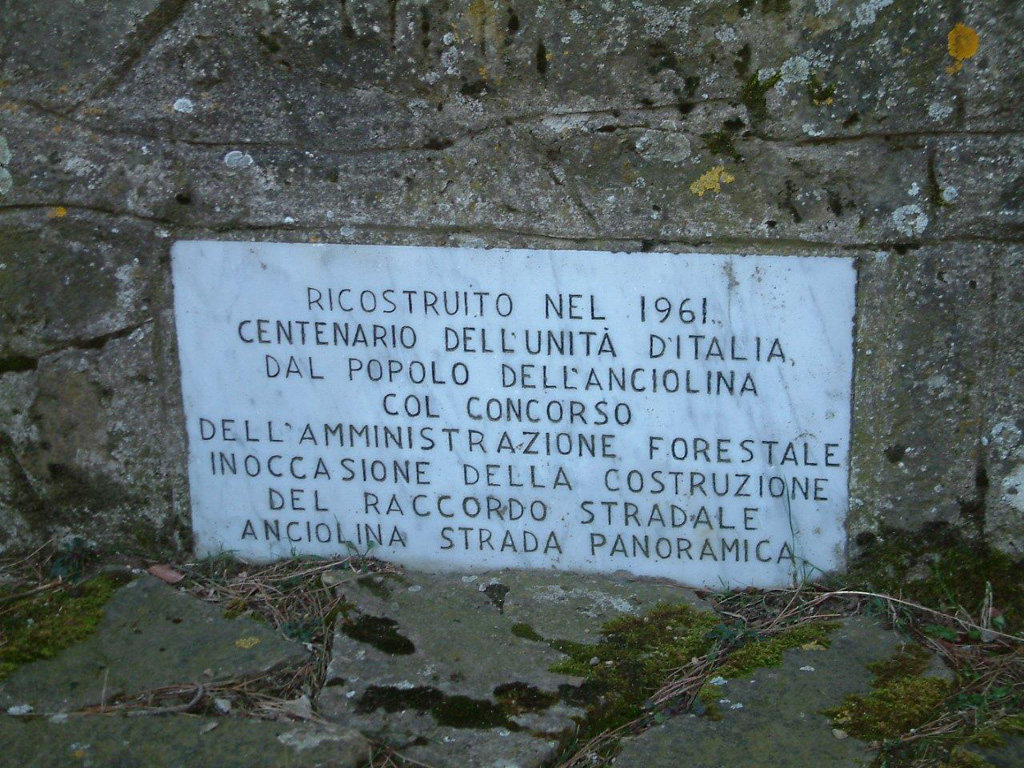 RICOSTRUITO NEL 1961
CENTENARIO DELL'UNITÀ D'ITALIA,
DAL POPOLO DELL'ANCIOLINA
COL CONCORSO
DELL'AMMINISTRAZIONE FORESTALE
INOCCASIONE DELLA COSTRUZIONE
DEL RACCORDO STRADALE
ANCIOLINA STRADA PANORAMICA